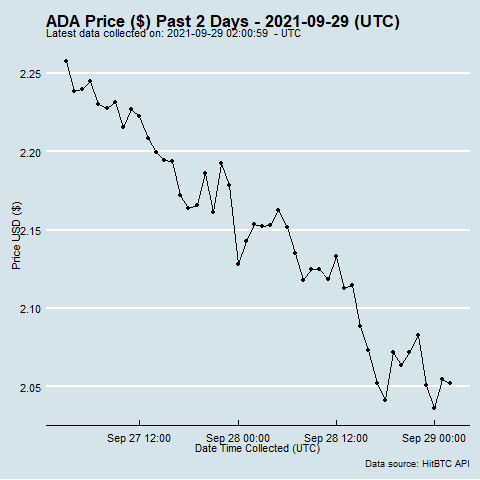 ADA Price ($) Past 2 Days - 2021-09-29 (UTC)
Latest data collected on: 2021-09-29 02:00:59 - UTC
2.25
2.20
2.15
2.10
2.05
Price USD ($)
Sep 27 12:00 Sep 28 00:00 Sep 28 12:00 Sep 29 00:00
Date Time Collected (UTC)
Data source: HitBTC API